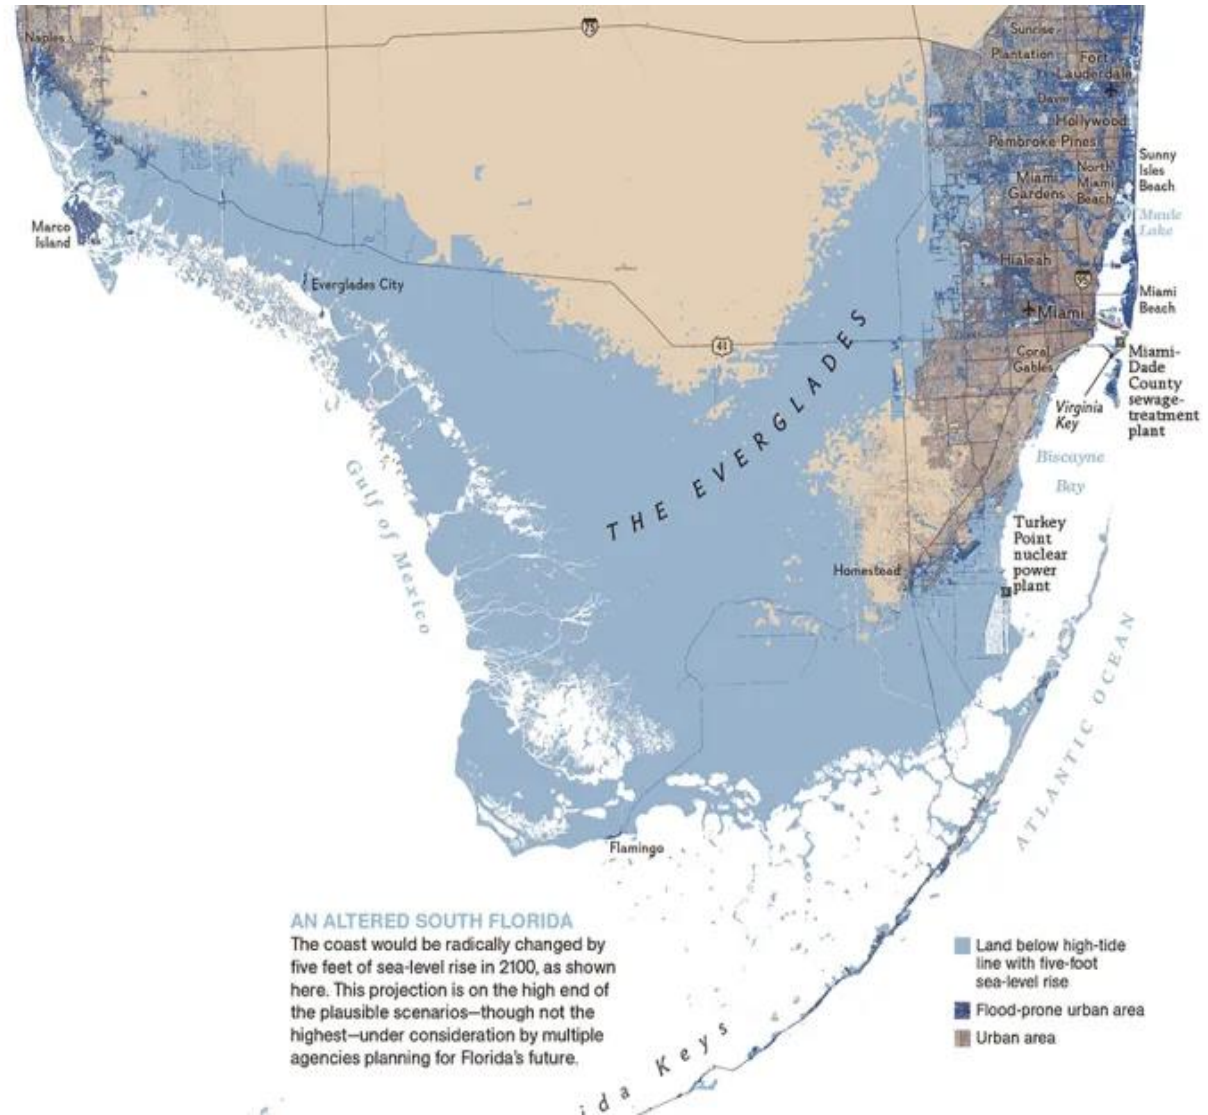 Naples
75
Sunrise
Plantation
Fort
Lauderdale
Davie
Hollywood
Pembroke Pines
Sunny
Isles
Beach
North
Miami
Beach
Miami
Gardens
Maule
Lake
Marco
Island
Hialeah
95
Everglades City
Miami
Beach
Miami
41
THE EVERGLADES
Coral
Gables
Miami-
Dade
County
sewage-
treatment
plant
Virginia
Key
Biscayne
Bay
Gulf of Mexico
Turkey
Point
nuclear
power
plant
Homestead
ATLANTIC OCEAN
Flamingo
AN ALTERED SOUTH FLORIDA
The coast would be radically changed by
five feet of sea-level rise in 2100, as shown
here. This projection is on the high end of
the plausible scenarios—though not the
highest—under consideration by multiple
agencies planning for Florida's future.
Land below high-tide
line with five-foot
sea-level rise
Flood-prone urban area
Urban area
ida Keys